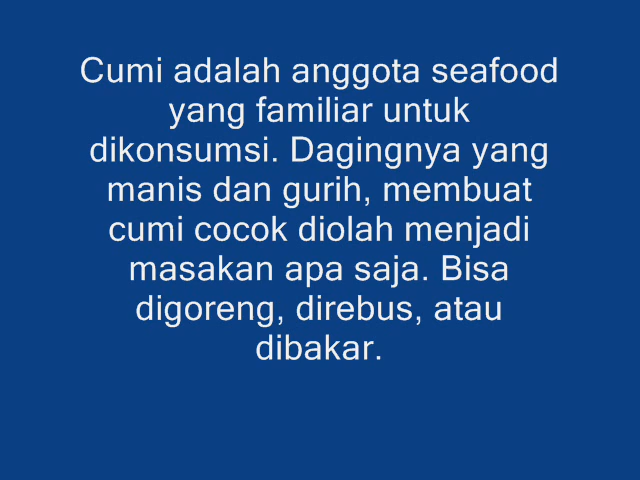 Cumi adalah anggota seafood
yang familiar untuk
dikonsumsi. Dagingnya yang
manis dan gurih, membuat
cumi cocok diolah menjadi
masakan apa saja. Bisa
digoreng, direbus, atau
dibakar.